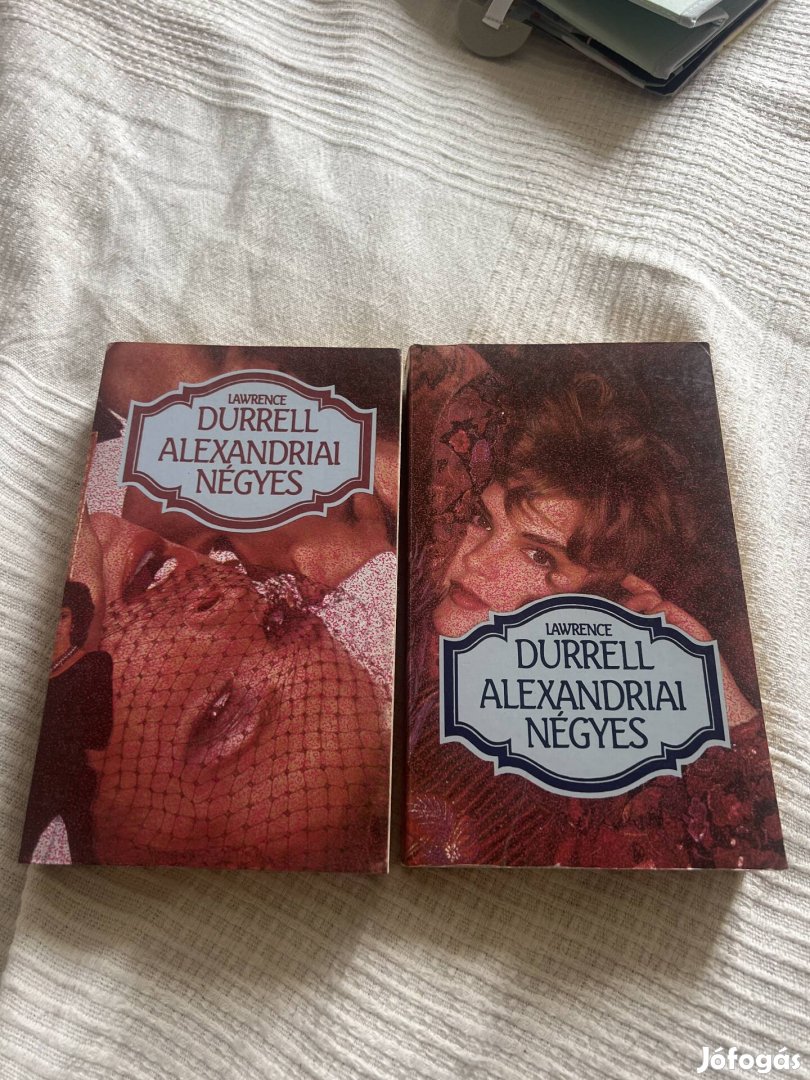 LAWRENCE
DURRELL
ALEXANDRIAI
NÉGYES
LAWRENCE
DURRELL
ALEXANDRIAI
NÉGYES
Jófogás